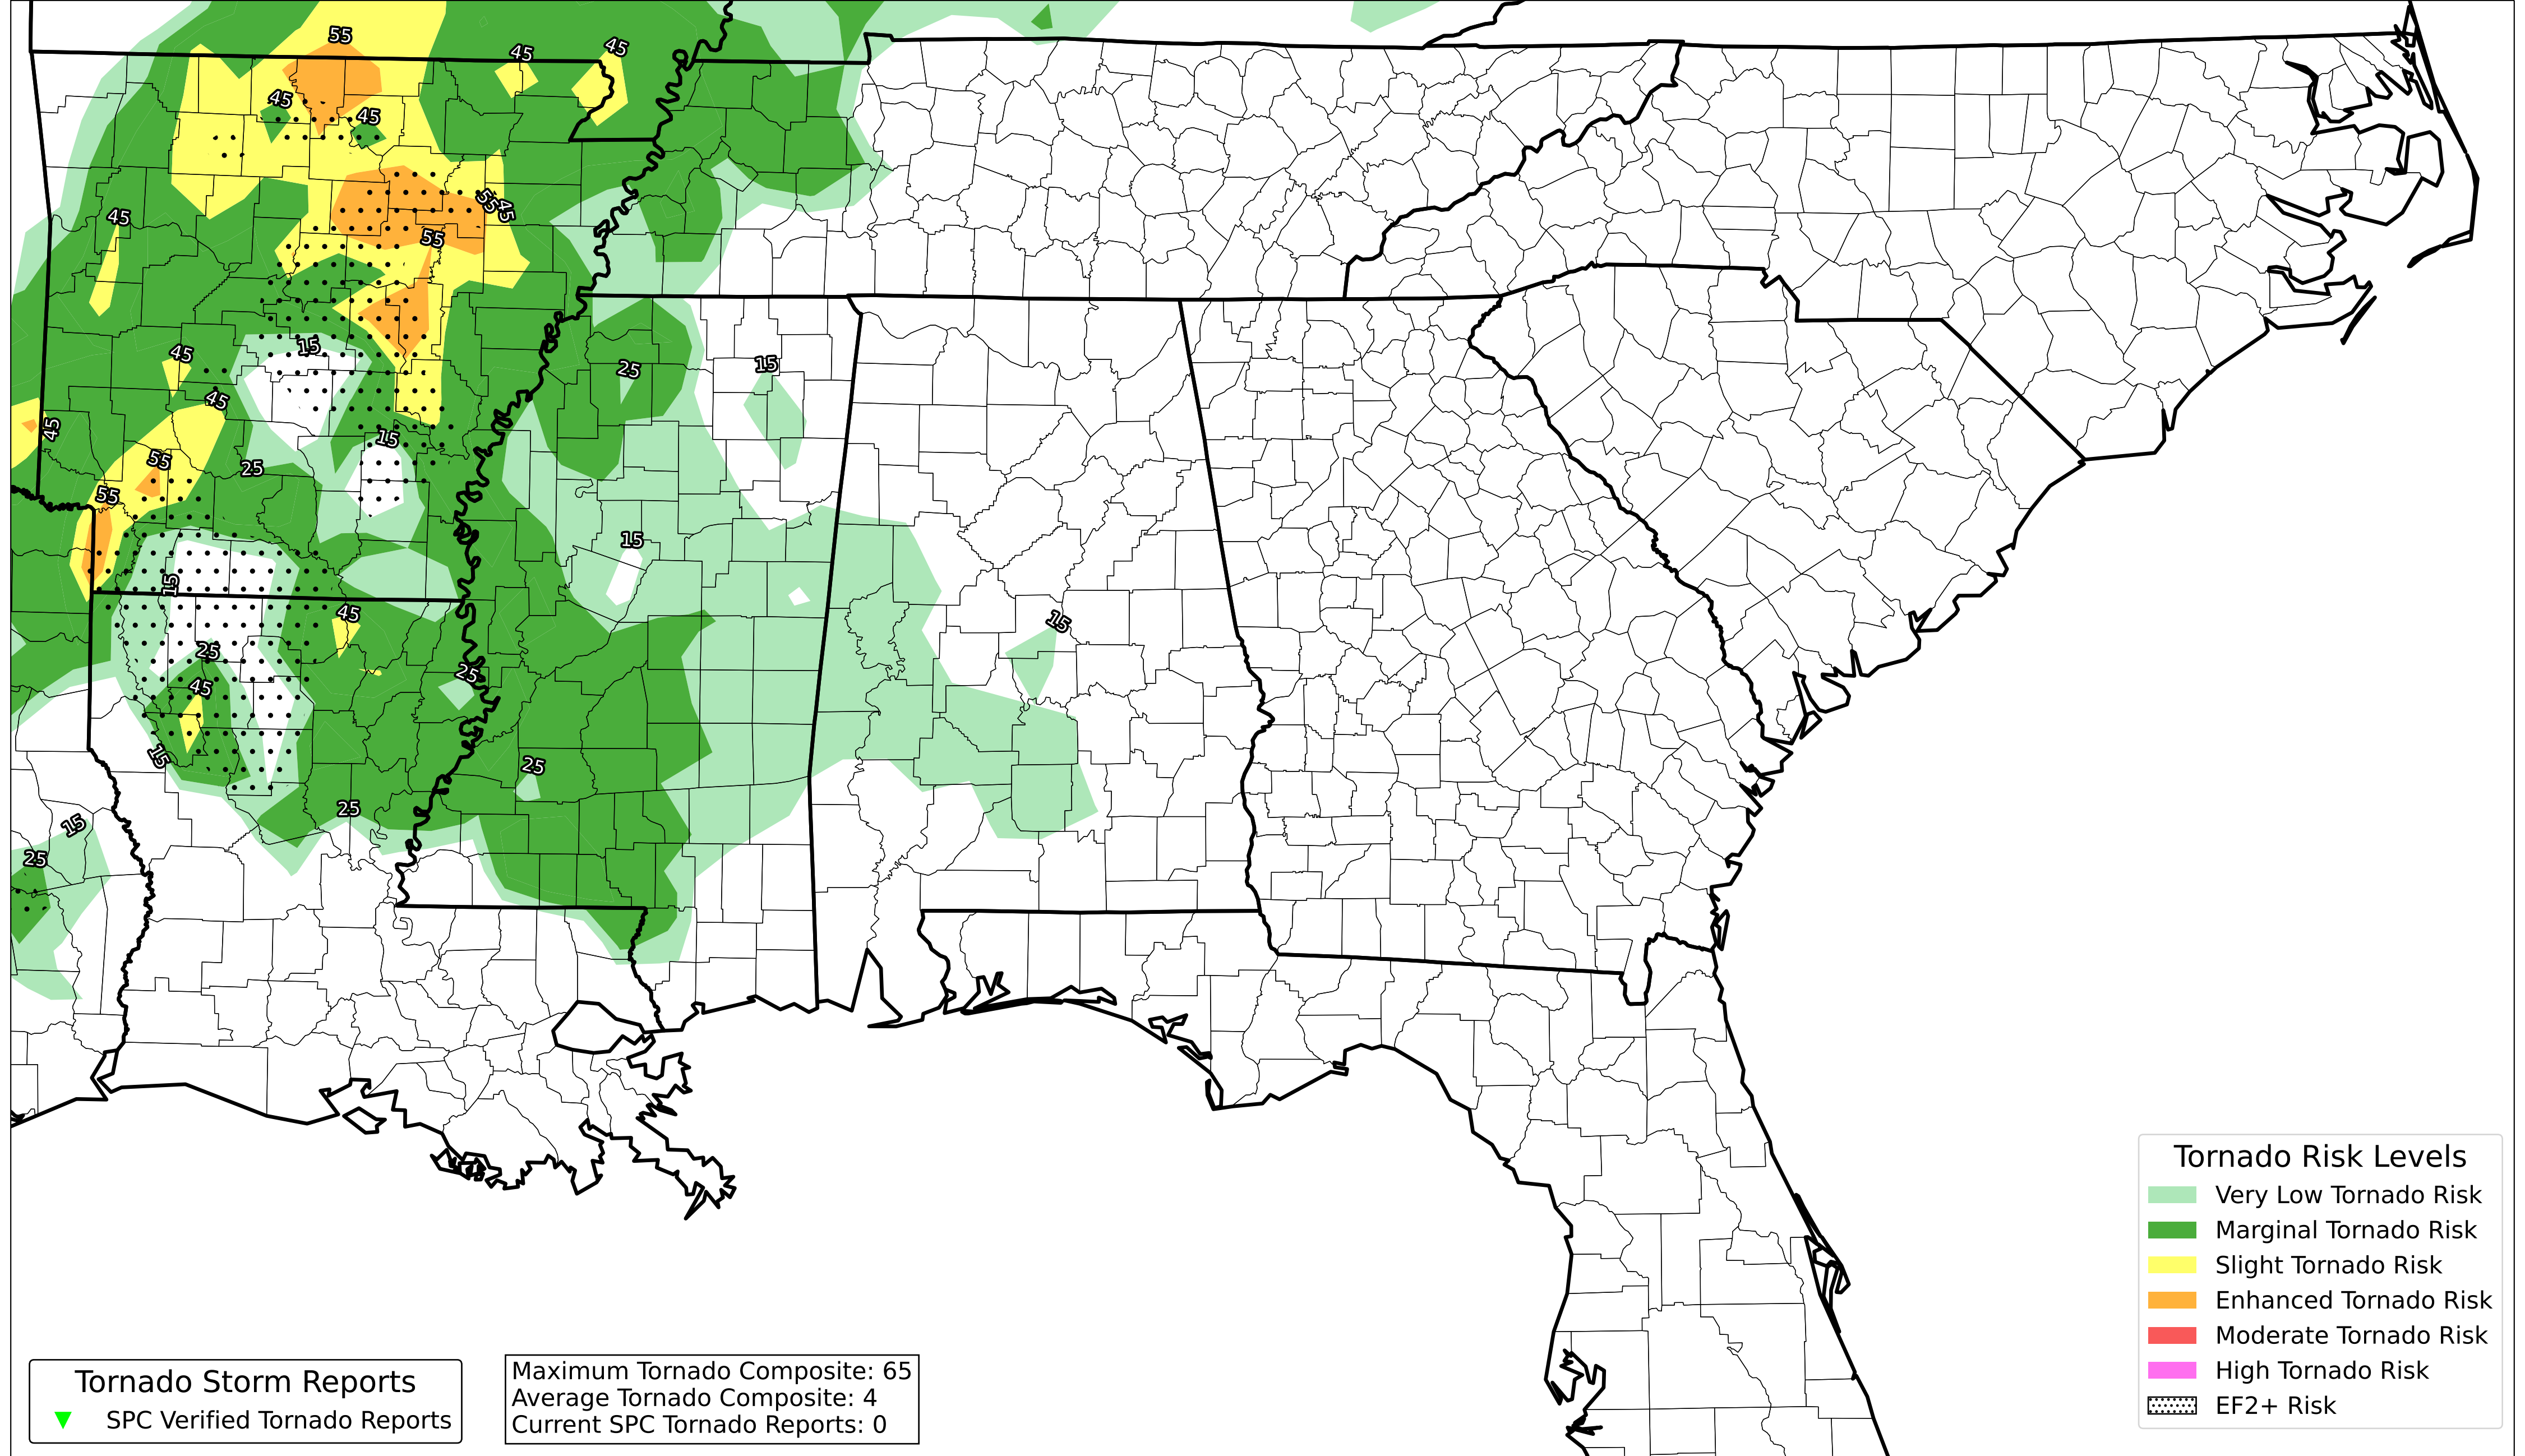 55
45
45
45
45
45
55
45
55
15
25
15
45
45
45
15
55
25
55
15
15
45
15
25
25
45
15
25
25
15
25
Tornado Risk Levels
Very Low Tornado Risk
Marginal Tornado Risk
Slight Tornado Risk
Enhanced Tornado Risk
Moderate Tornado Risk
High Tornado Risk
EF2+ Risk
Tornado Storm Reports
SPC Verified Tornado Reports
Maximum Tornado Composite: 65
Average Tornado Composite: 4
Current SPC Tornado Reports: 0